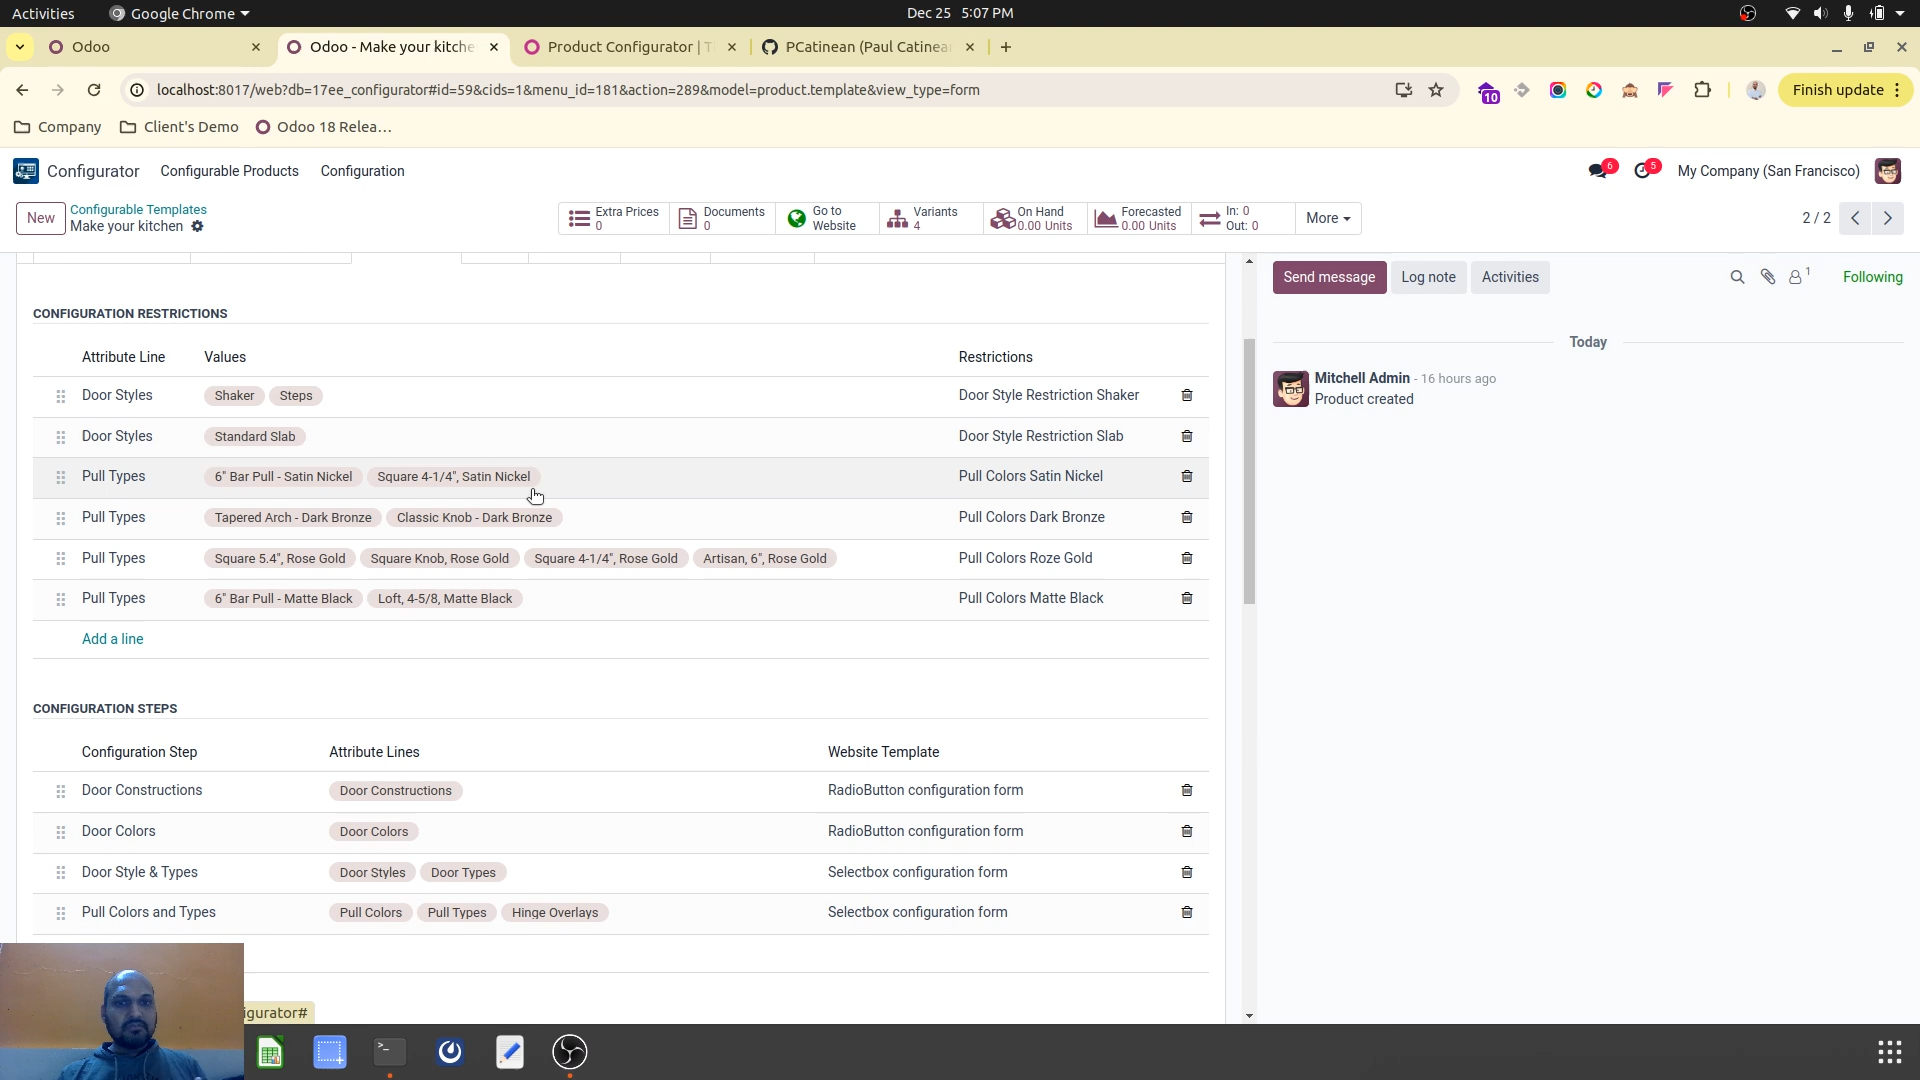 Activities Google Chrome Dec 25 5:07 PM
Odoo Odoo - Make your kitche Product Configurator | T PCatinean (Paul Catinea
localhost:8017/web?db=17ee_configurator#id=59&cids=1&menu_id=181&action=289&model=product.template&view_type=form 10 Finish update
Company Client's Demo Odoo 18 Relea...
Configurator Configurable Products Configuration 6 5 My Company (San Francisco)
New Configurable Templates
Make your kitchen
Extra Prices 0
Documents 0
Go to Website
Variants 4
On Hand 0.00 Units
Forecasted 0.00 Units
In: 0
Out: 0
More
2 / 2
Send message Log note Activities 1 Following
CONFIGURATION RESTRICTIONS
Attribute Line Values Restrictions
Door Styles Shaker Steps Door Style Restriction Shaker
Door Styles Standard Slab Door Style Restriction Slab
Pull Types 6" Bar Pull - Satin Nickel Square 4-1/4", Satin Nickel Pull Colors Satin Nickel
Pull Types Tapered Arch - Dark Bronze Classic Knob - Dark Bronze Pull Colors Dark Bronze
Pull Types Square 5.4", Rose Gold Square Knob, Rose Gold Square 4-1/4", Rose Gold Artisan, 6", Rose Gold Pull Colors Roze Gold
Pull Types 6" Bar Pull - Matte Black Loft, 4-5/8, Matte Black Pull Colors Matte Black
Add a line
CONFIGURATION STEPS
Configuration Step Attribute Lines Website Template
Door Constructions Door Constructions RadioButton configuration form
Door Colors Door Colors RadioButton configuration form
Door Style & Types Door Styles Door Types Selectbox configuration form
Pull Colors and Types Pull Colors Pull Types Hinge Overlays Selectbox configuration form
igurator#
Today
Mitchell Admin - 16 hours ago
Product created